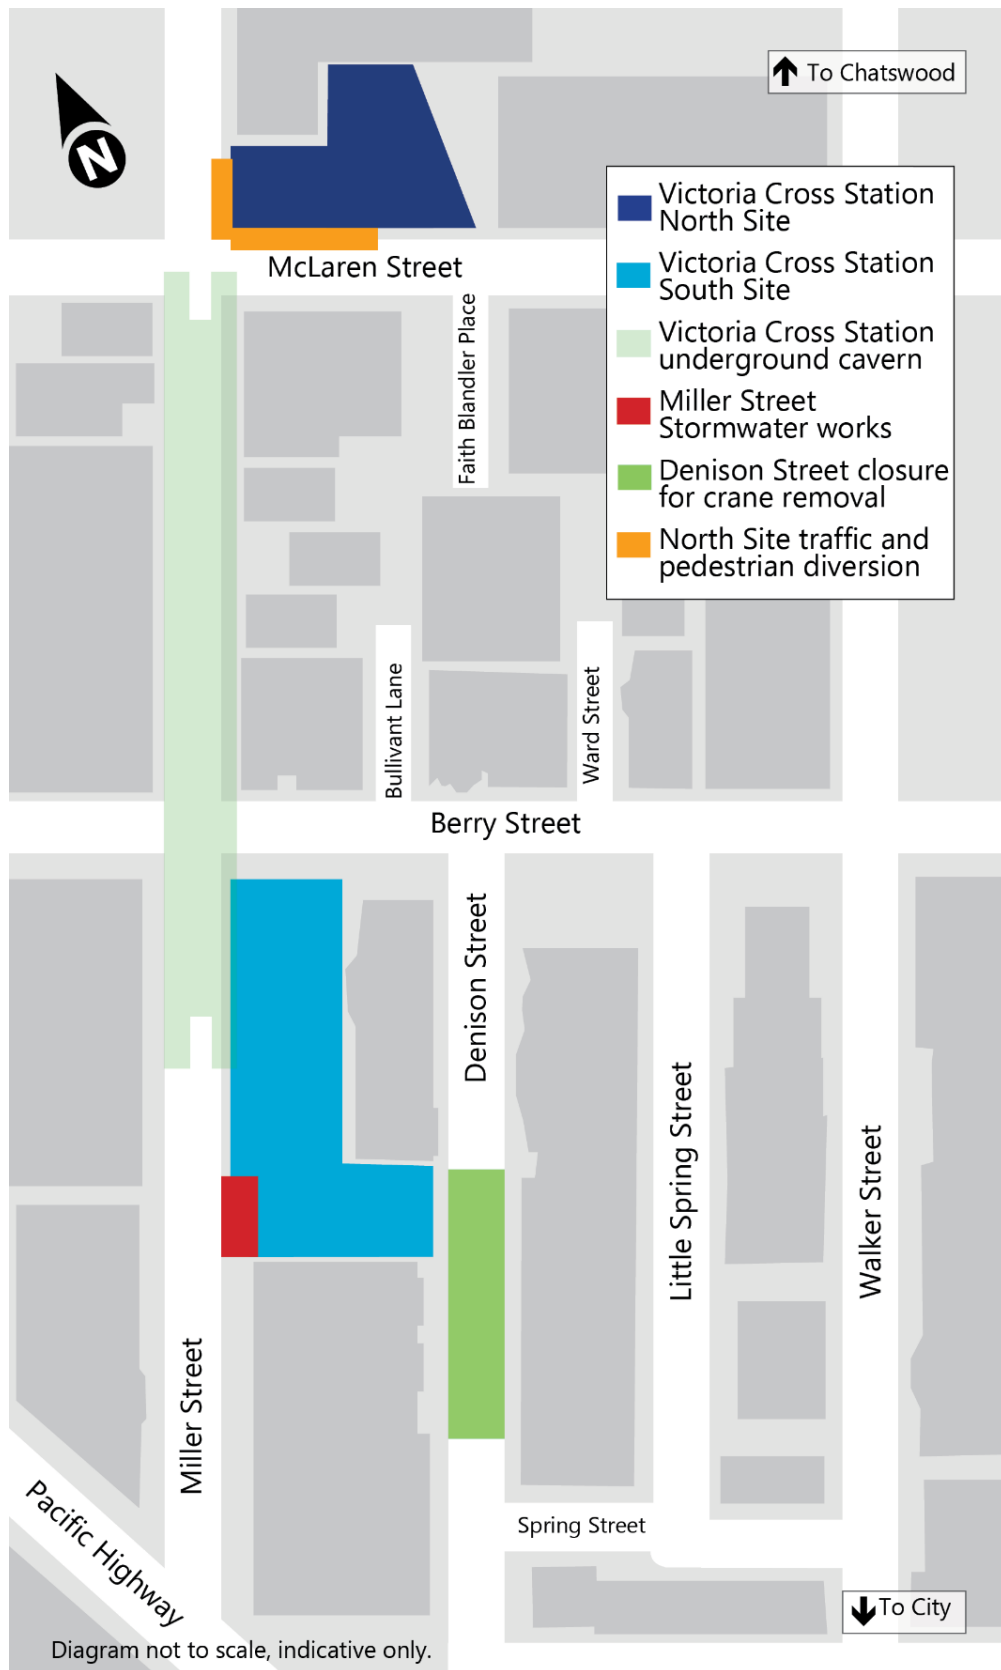 N
To Chatswood
Victoria Cross Station
North Site
Victoria Cross Station
South Site
Victoria Cross Station
underground cavern
Miller Street
Stormwater works
Denison Street closure
for crane removal
North Site traffic and
pedestrian diversion
McLaren Street
Faith Blandler Place
Bullivant Lane
Ward Street
Berry Street
Denison Street
Little Spring Street
Walker Street
Miller Street
Pacific Highway
Spring Street
To City
Diagram not to scale, indicative only.